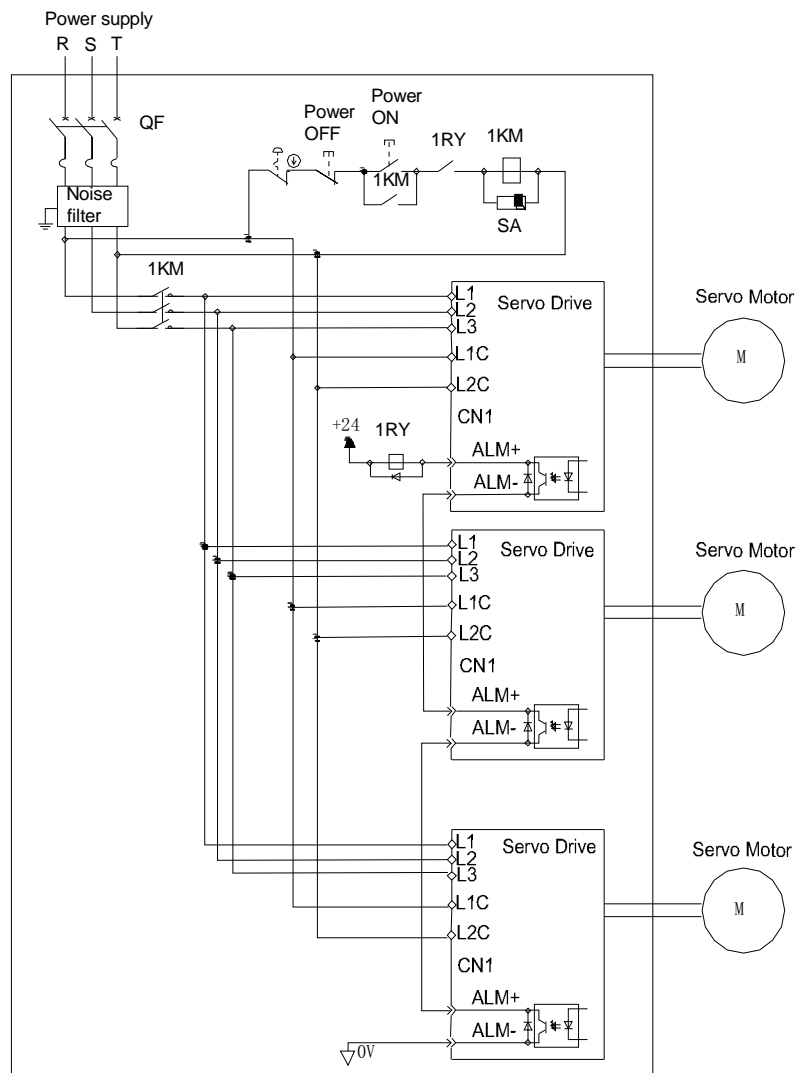 Power supply
R S T
QF
Power
OFF
Power
ON
1RY
1KM
1KM
SA
Noise
filter
1KM
L1
L2
L3
L1C
L2C
Servo Drive
Servo Motor
M
CN1
+24
1RY
ALM+
ALM-
L1
L2
L3
L1C
L2C
Servo Drive
Servo Motor
M
CN1
ALM+
ALM-
L1
L2
L3
L1C
L2C
Servo Drive
Servo Motor
M
CN1
ALM+
ALM-
0V